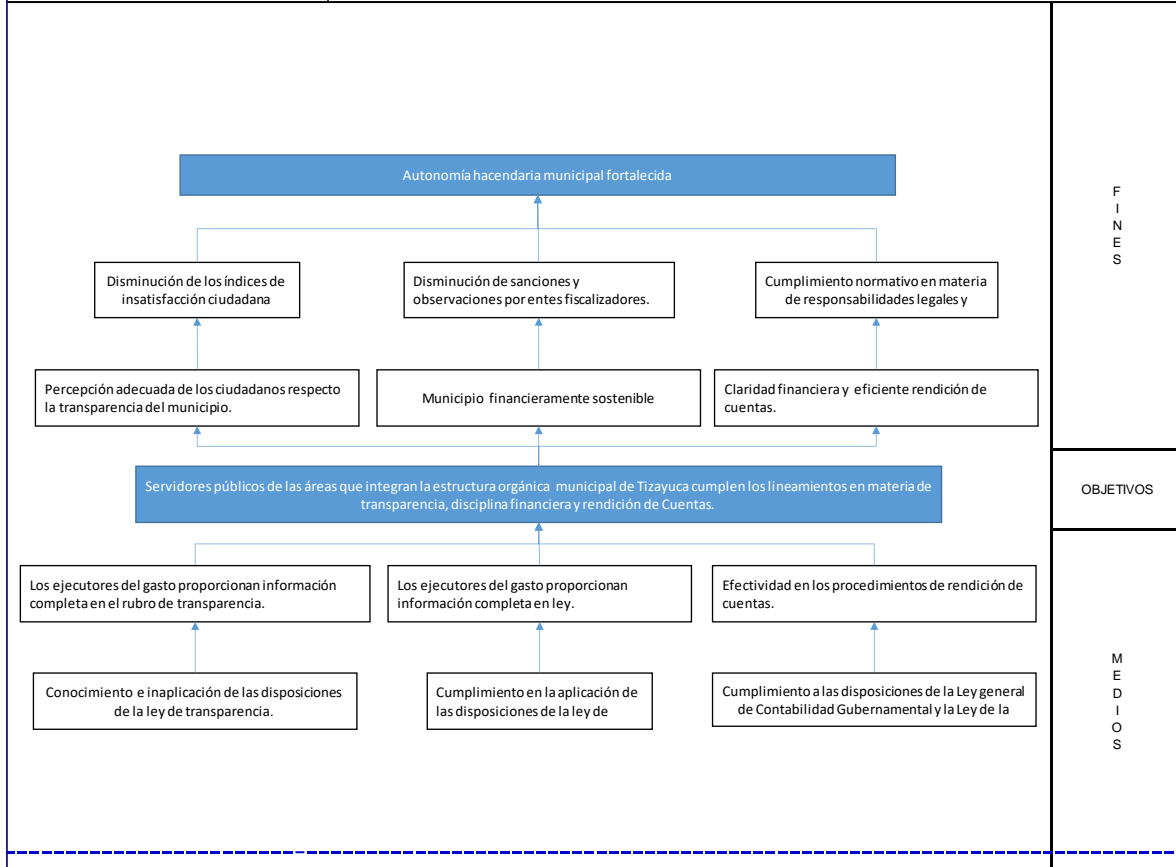 Autonomía hacendaria municipal fortalecida
Disminución de los índices de
insatisfacción ciudadana
Disminución de sanciones y
observaciones por entes fiscalizadores.
Cumplimiento normativo en materia
de responsabilidades legales y
Percepción adecuada de los ciudadanos respecto
la transparencia del municipio.
Municipio financieramente sostenible
Claridad financiera y eficiente rendición de
cuentas.
FINES
Servidores públicos de las áreas que integran la estructura orgánica municipal de Tizayuca cumplen los lineamientos en materia de
transparencia, disciplina financiera y rendición de Cuentas.
OBJETIVOS
Los ejecutores del gasto proporcionan información
completa en el rubro de transparencia.
Los ejecutores del gasto proporcionan
información completa en ley.
Efectividad en los procedimientos de rendición de
cuentas.
Conocimiento e inaplicación de las disposiciones
de la ley de transparencia.
Cumplimiento en la aplicación de
las disposiciones de la ley de
Cumplimiento a las disposiciones de la Ley general
de Contabilidad Gubernamental y la Ley de la
MEDIOS